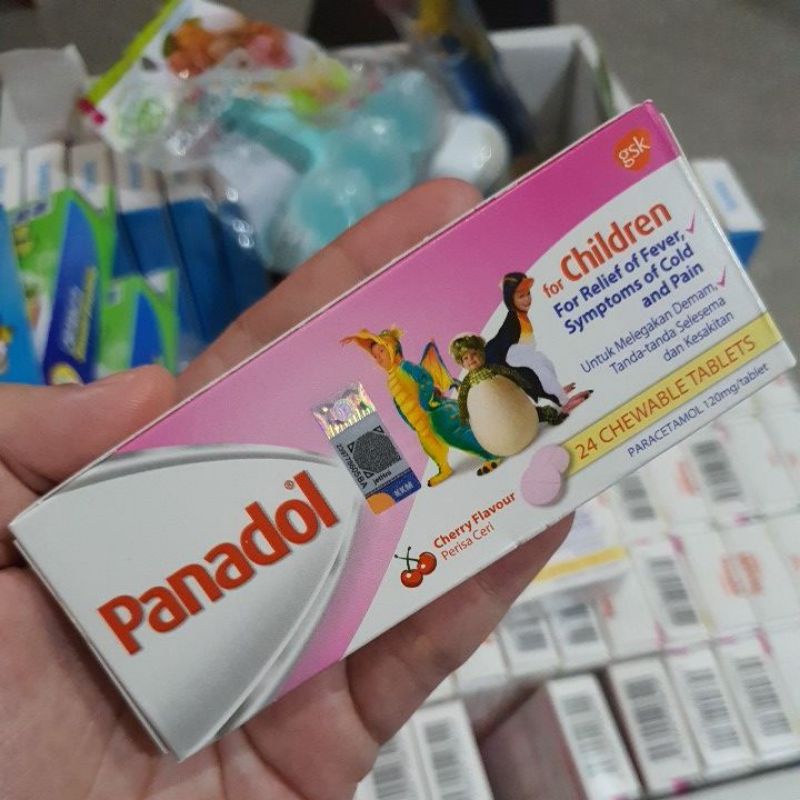 gsk
for Children
For Relief of Fever,
Symptoms of Cold
and Pain
Untuk Melegakan Demam,
Tanda-tanda Selesema
dan Kesakitan
24 CHEWABLE TABLETS
PARACETAMOL 120mg/tablet
KKM
Cherry Flavour
Perisa Ceri
Panadol®